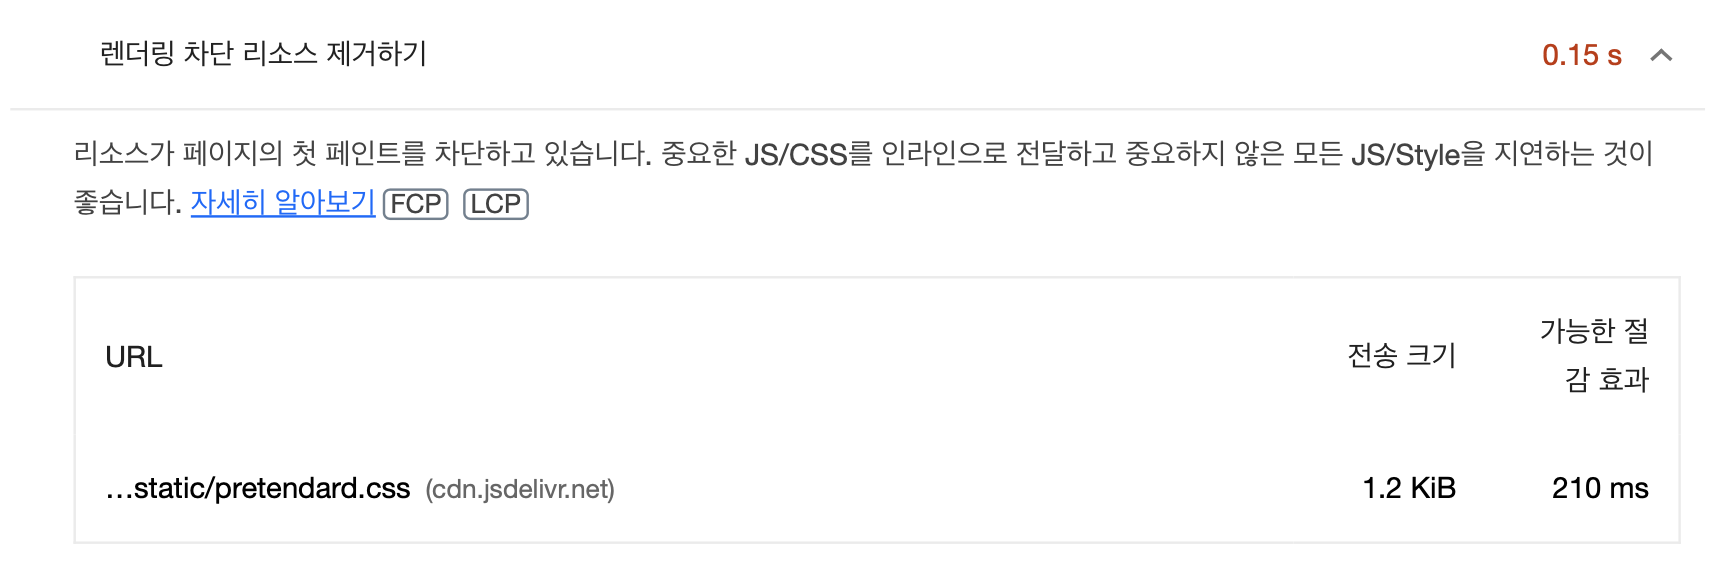 렌더링 차단 리소스 제거하기
0.15 s
리소스가 페이지의 첫 페인트를 차단하고 있습니다. 중요한 JS/CSS를 인라인으로 전달하고 중요하지 않은 모든 JS/Style을 지연하는 것이
좋습니다. 자세히 알아보기 FCP LCP
URL
전송 크기
가능한 절
감 효과
…static/pretendard.css (cdn.jsdelivr.net)
1.2 KiB
210 ms